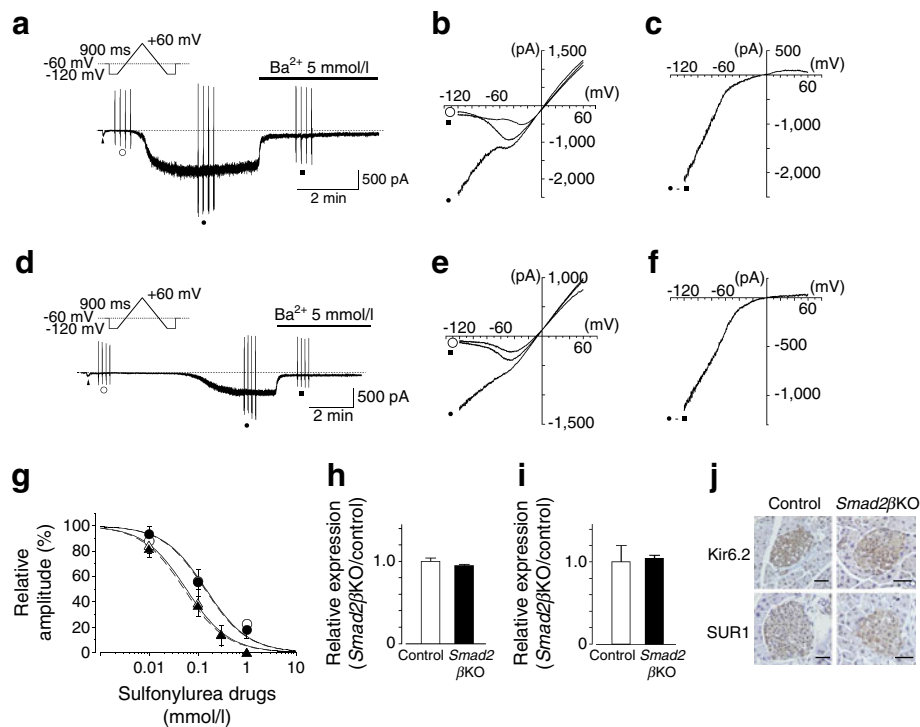 a
900 ms
+60 mV
-60 mV
-120 mV
Ba2+ 5 mmol/l
500 pA
2 min
b
(pA)
1,500
(mV)
-120
-60
60
-1,000
-2,000
c
(pA)
500
-120
-60
(mV)
60
-1,000
-2,000
d
900 ms
+60 mV
-60 mV
-120 mV
Ba2+ 5 mmol/l
500 pA
2 min
e
(pA)
1,000
-120
-60
(mV)
60
-1,500
f
(pA)
-120
-60
(mV)
60
-500
-1,000
g
Relative
amplitude (%)
100
80
60
40
20
0
0.01
0.1
1
10
Sulfonylurea drugs
(mmol/l)
h
Relative expression
(Smad2βKO/control)
1.0
0
Control
Smad2
βKO
i
Relative expression
(Smad2βKO/control)
1.0
0
Control
Smad2
βKO
j
Control
Smad2βKO
Kir6.2
SUR1